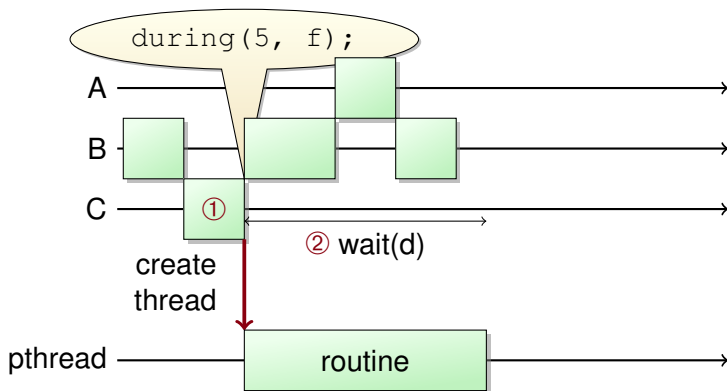 during(5, f);
A
B
C
①
② wait(d)
create
thread
pthread
routine